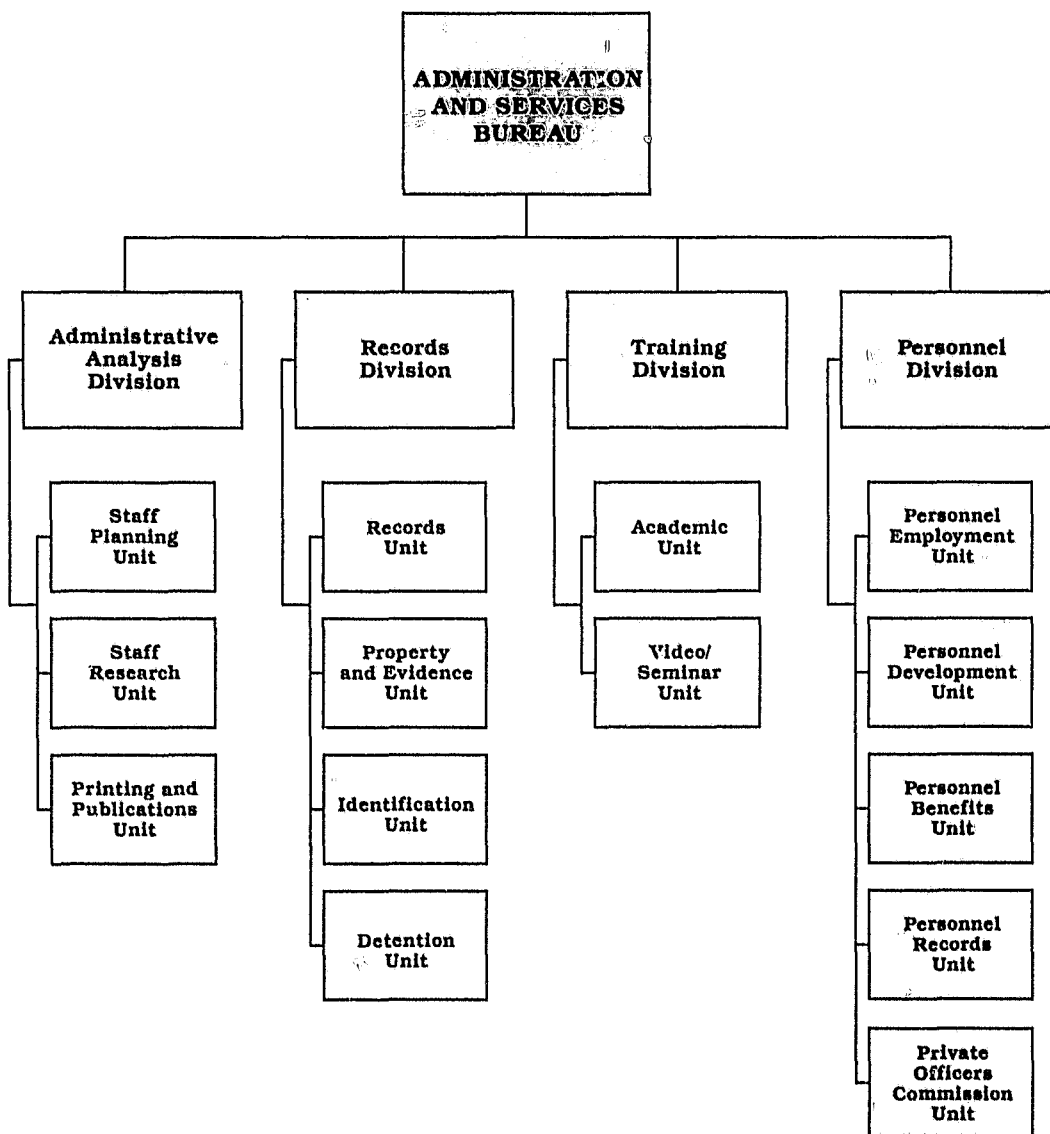 ADMINISTRATION
AND SERVICES
BUREAU
Administrative
Analysis
Division
Records
Division
Training
Division
Personnel
Division
Staff
Planning
Unit
Staff
Research
Unit
Printing and
Publications
Unit
Records
Unit
Property
and Evidence
Unit
Identification
Unit
Detention
Unit
Academic
Unit
Video/
Seminar
Unit
Personnel
Employment
Unit
Personnel
Development
Unit
Personnel
Benefits
Unit
Personnel
Records
Unit
Private
Officers
Commission
Unit